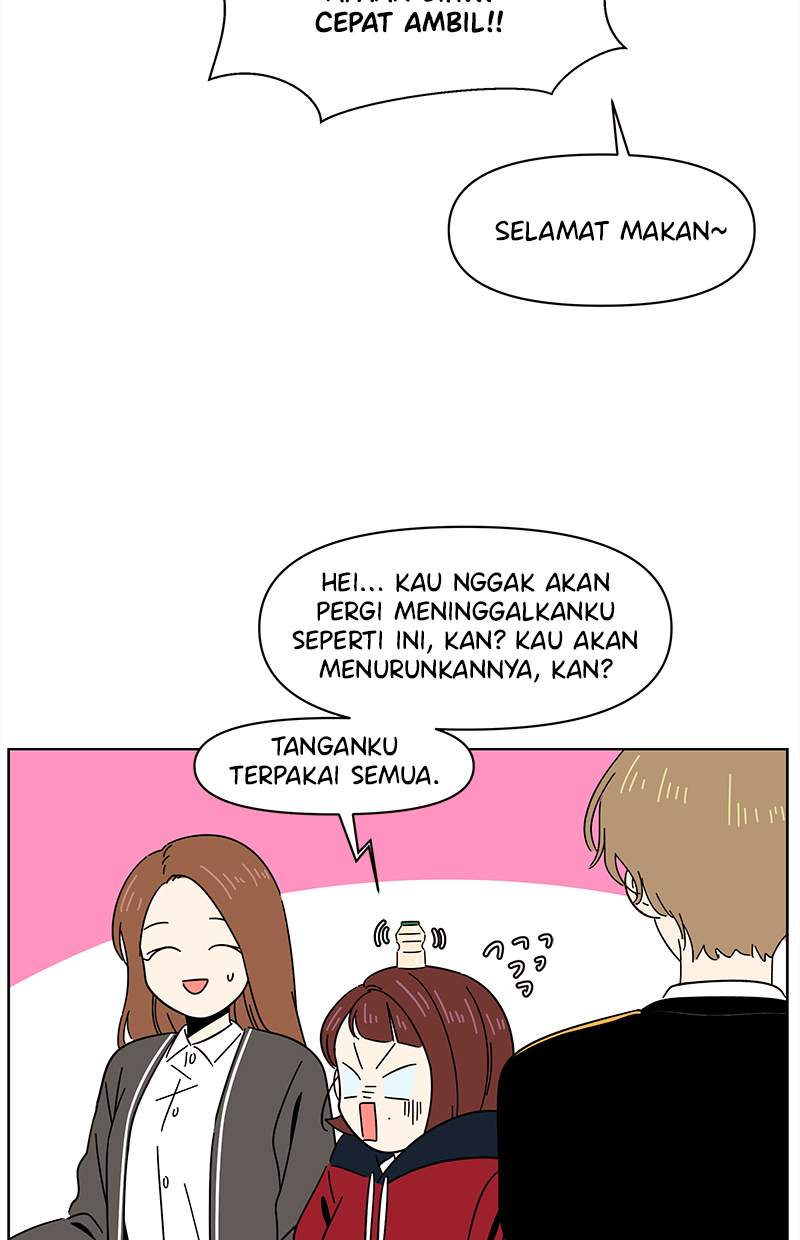 CEPAT AMBIL!!
SELAMAT MAKAN~
HEI... KAU NGGAK AKAN
PERGI MENINGGALKANKU
SEPERTI INI, KAN? KAU AKAN
MENURUNKANNYA, KAN?
TANGANKU
TERPAKAI SEMUA.